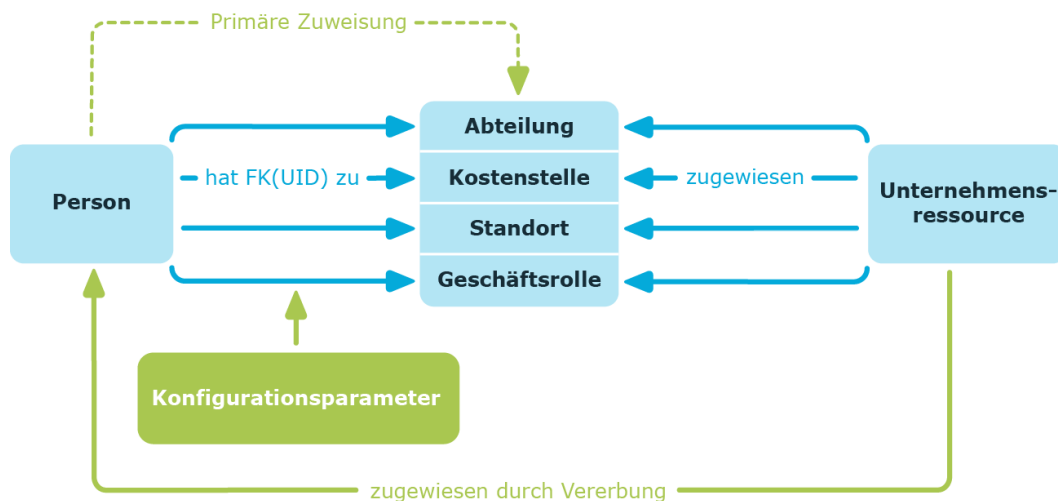 Primäre Zuweisung
Abteilung
hat FK(UID) zu
Kostenstelle
zugewiesen
Person
Unternehmens-
ressource
Standort
Geschäftsrolle
Konfigurationsparameter
zugewiesen durch Vererbung